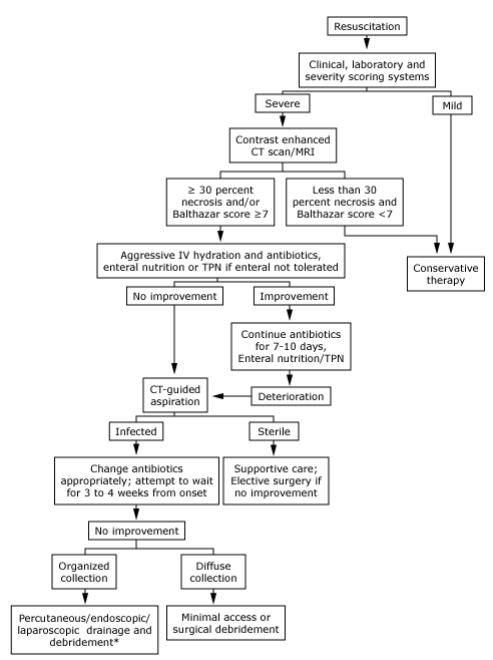 Resuscitation
Clinical, laboratory and
severity scoring systems
Severe
Mild
Contrast enhanced
CT scan/MRI
≥ 30 percent
necrosis and/or
Balthazar score ≥7
Less than 30
percent necrosis and
Balthazar score <7
Aggressive IV hydration and antibiotics,
enteral nutrition or TPN if enteral not tolerated
Conservative
therapy
No improvement
Improvement
Continue antibiotics
for 7-10 days,
Enteral nutrition/TPN
CT-guided
aspiration
Deterioration
Infected
Sterile
Change antibiotics
appropriately; attempt to wait
for 3 to 4 weeks from onset
Supportive care;
Elective surgery if
no improvement
No improvement
Organized
collection
Diffuse
collection
Percutaneous/endoscopic/
laparoscopic drainage and
debridement*
Minimal access or
surgical debridement